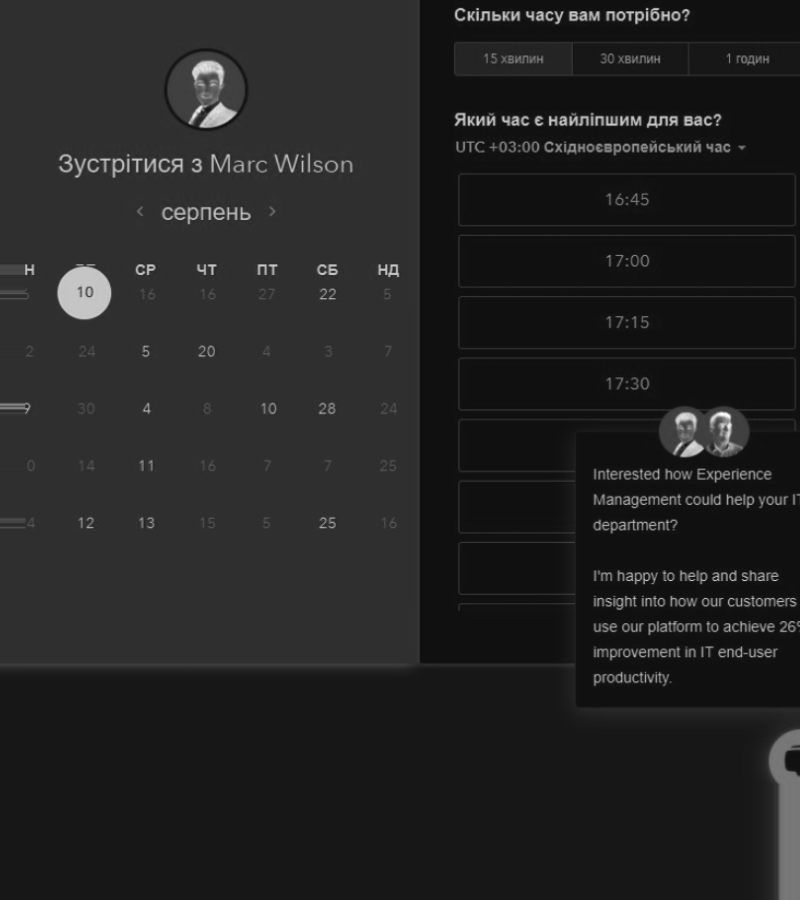 Зустрітися з Marc Wilson
серпень
Н СР ЧТ ПТ СБ НД
10 16 16 27 22 5
2 24 5 20 4 3 7
9 30 4 8 10 28 24
0 14 11 16 7 7 25
4 12 13 15 5 25 16
Скільки часу вам потрібно?
15 хвилин 30 хвилин 1 годин
Який час є найліпшим для вас?
UTC +03:00 Східноєвропейський час
16:45
17:00
17:15
17:30
Interested how Experience
Management could help your IT
department?
I'm happy to help and share
insight into how our customers
use our platform to achieve 26%
improvement in IT end-user
productivity.